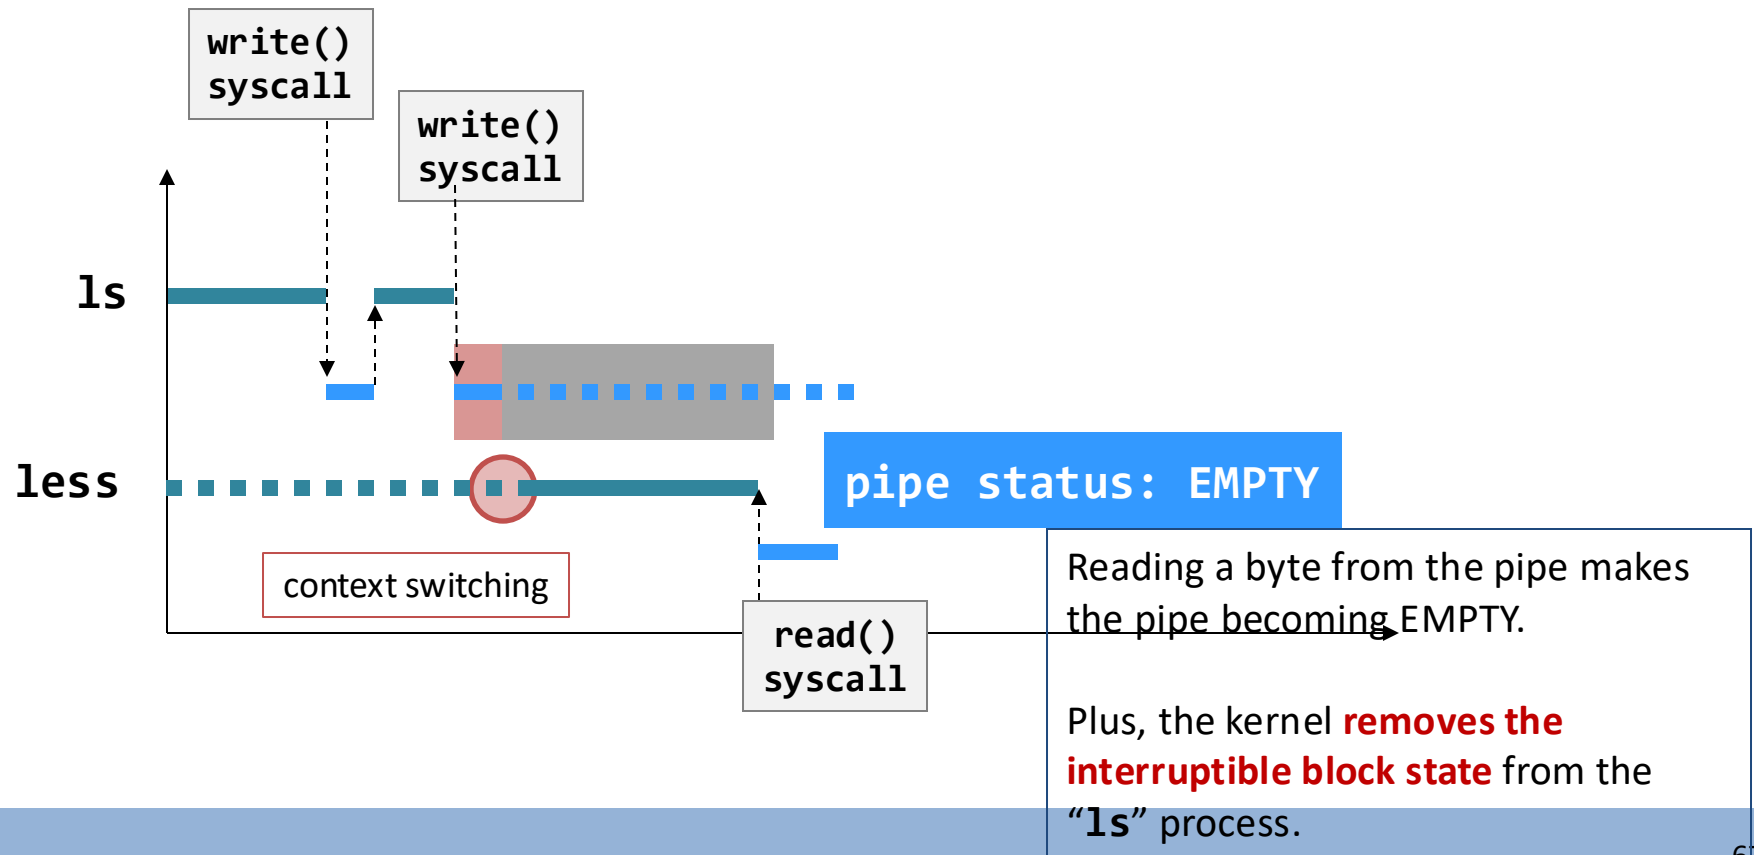 write()
syscall
write()
syscall
ls
less
pipe status: EMPTY
context switching
Reading a byte from the pipe makes
the pipe becoming EMPTY.
read()
syscall
Plus, the kernel removes the
interruptible block state from the
“ls” process.